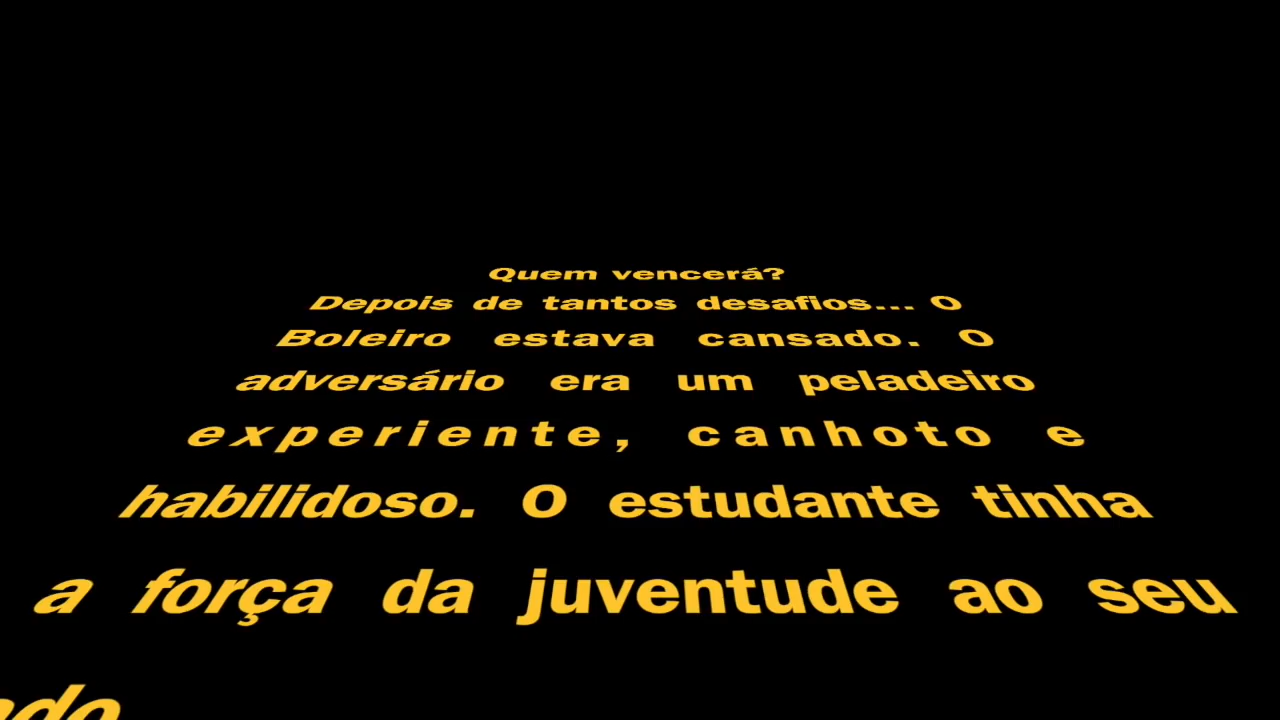 Quem vencerá?
Depois de tantos desafios... O
Boleiro estava cansado. O
adversário era um peladeiro
experiente, canhoto e
habilidoso. O estudante tinha
a força da juventude ao seu